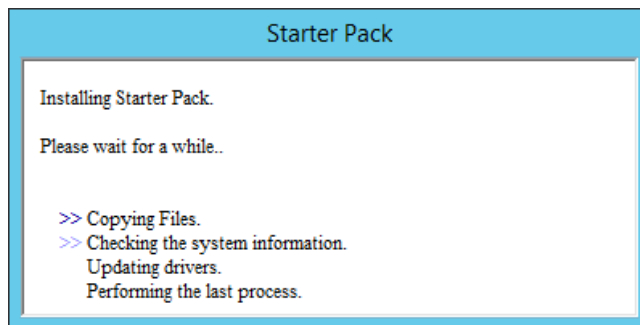 Starter Pack
Installing Starter Pack.
Please wait for a while..
>> Copying Files.
>> Checking the system information.
Updating drivers.
Performing the last process.